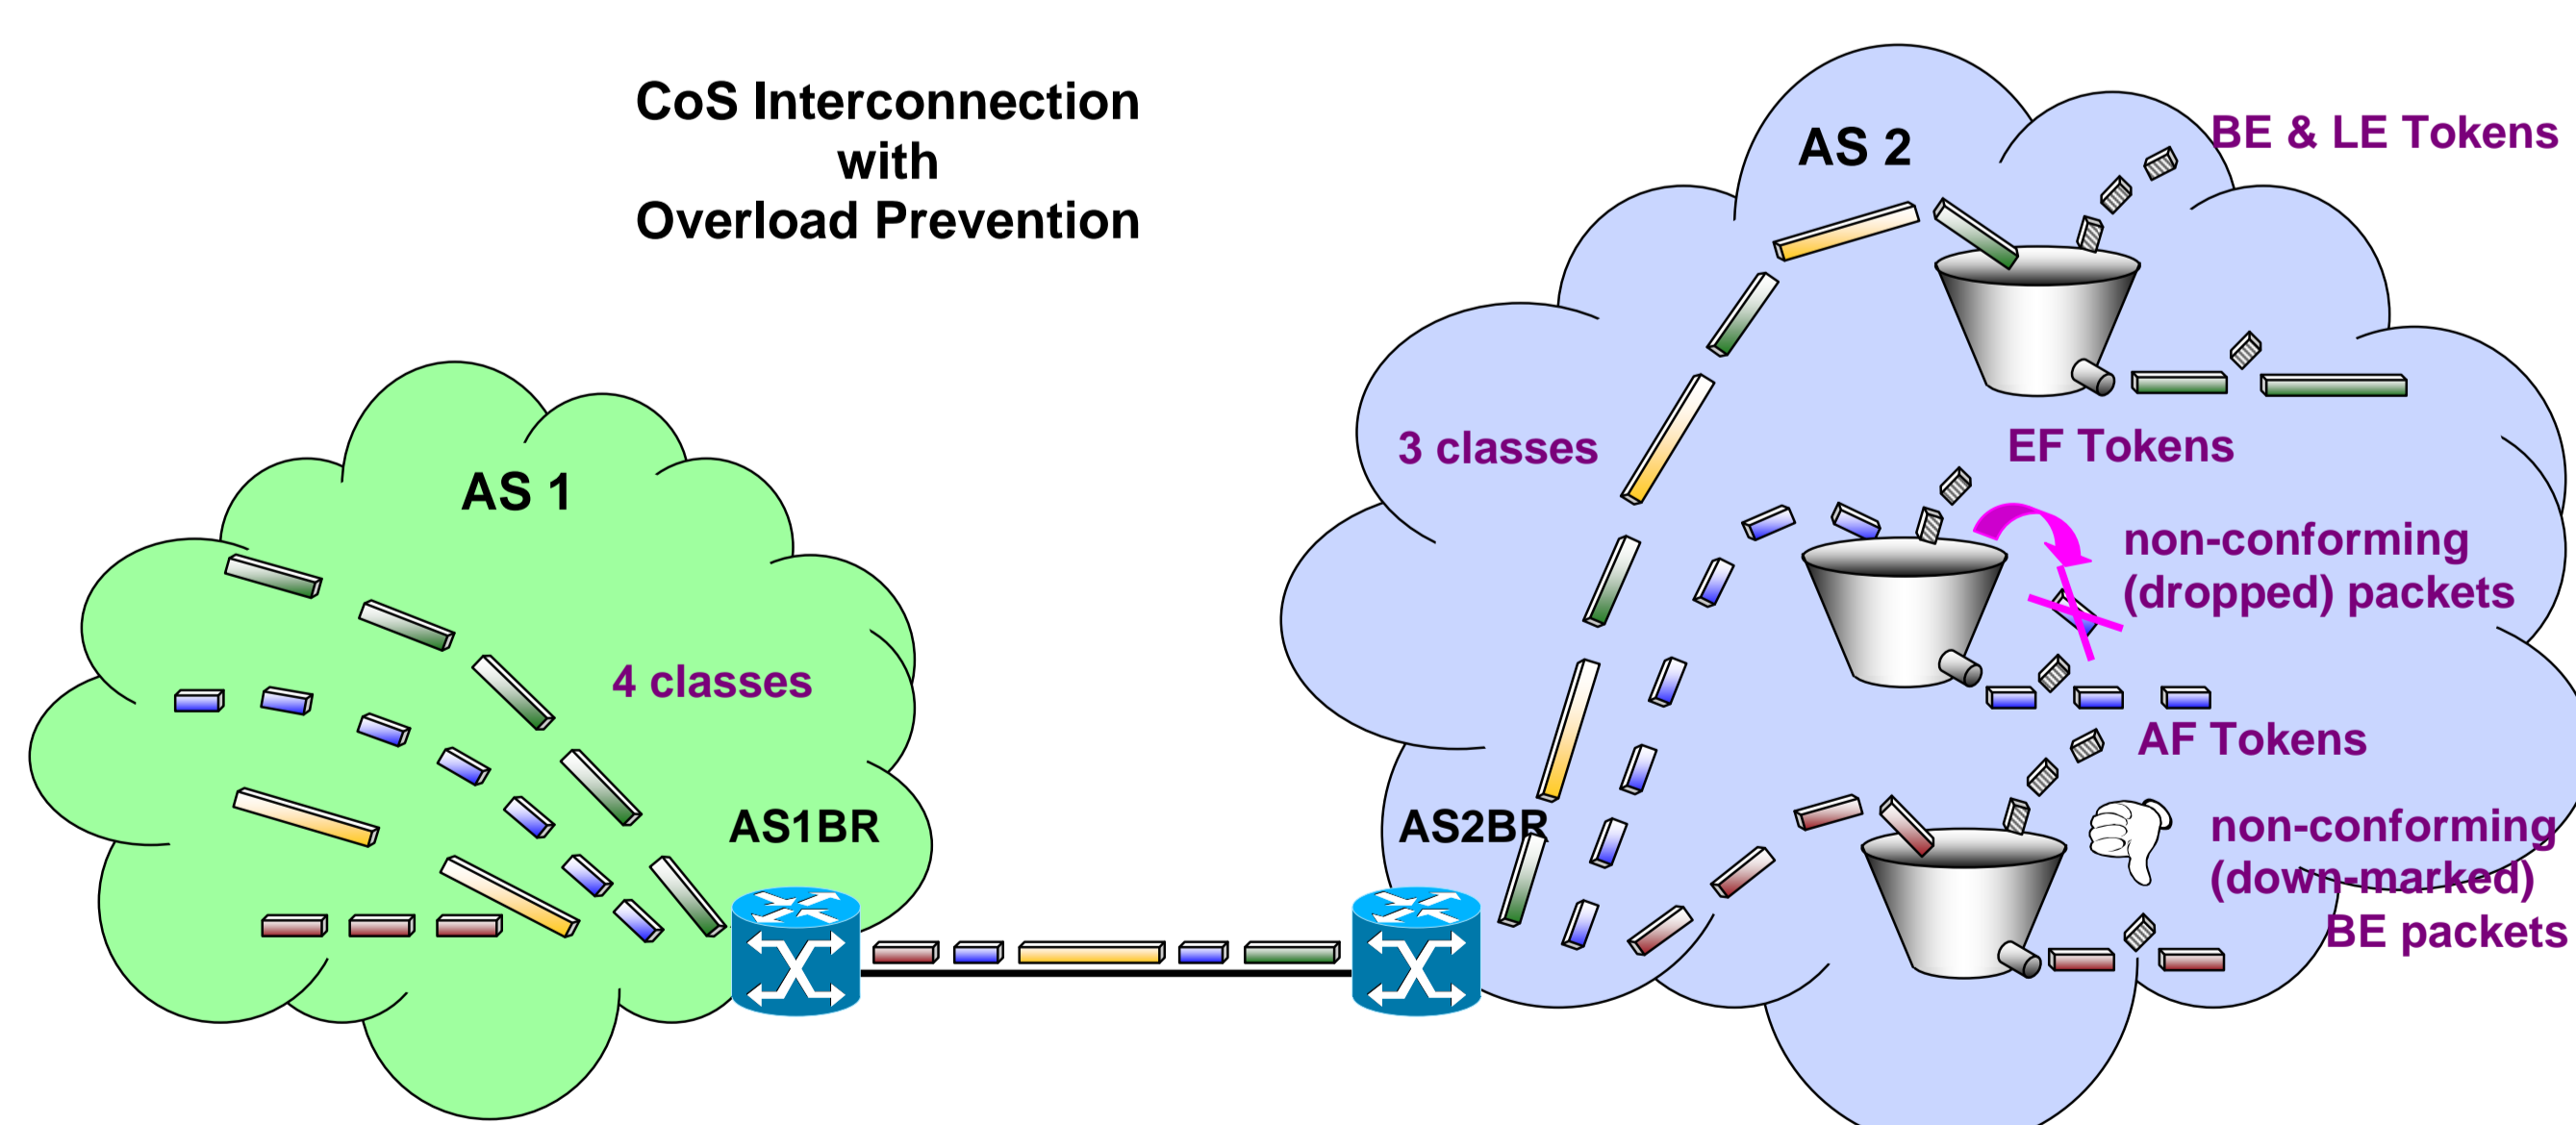 CoS Interconnection
with
Overload Prevention
AS 2
BE & LE Tokens
3 classes
EF Tokens
non-conforming
(dropped) packets
AS 1
4 classes
AF Tokens
AS1BR
AS2BR
non-conforming
(down-marked)
BE packets